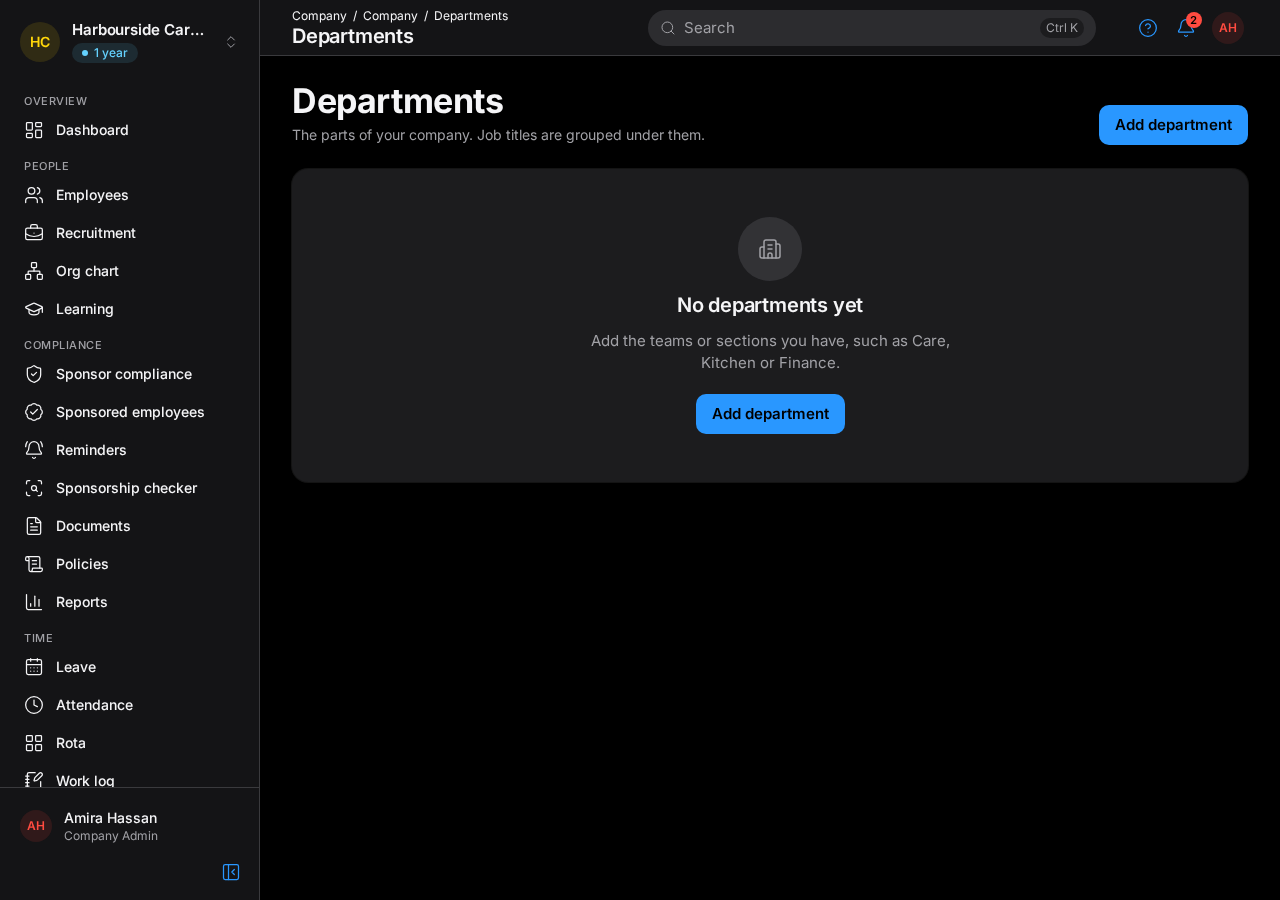 HC
Harbourside Car...
1 year
OVERVIEW
Dashboard
PEOPLE
Employees
Recruitment
Org chart
Learning
COMPLIANCE
Sponsor compliance
Sponsored employees
Reminders
Sponsorship checker
Documents
Policies
Reports
TIME
Leave
Attendance
Rota
Work log
AH
Amira Hassan
Company Admin
Company / Company / Departments
Departments
Search
Ctrl K
2
AH
Departments
The parts of your company. Job titles are grouped under them.
Add department
No departments yet
Add the teams or sections you have, such as Care,
Kitchen or Finance.
Add department